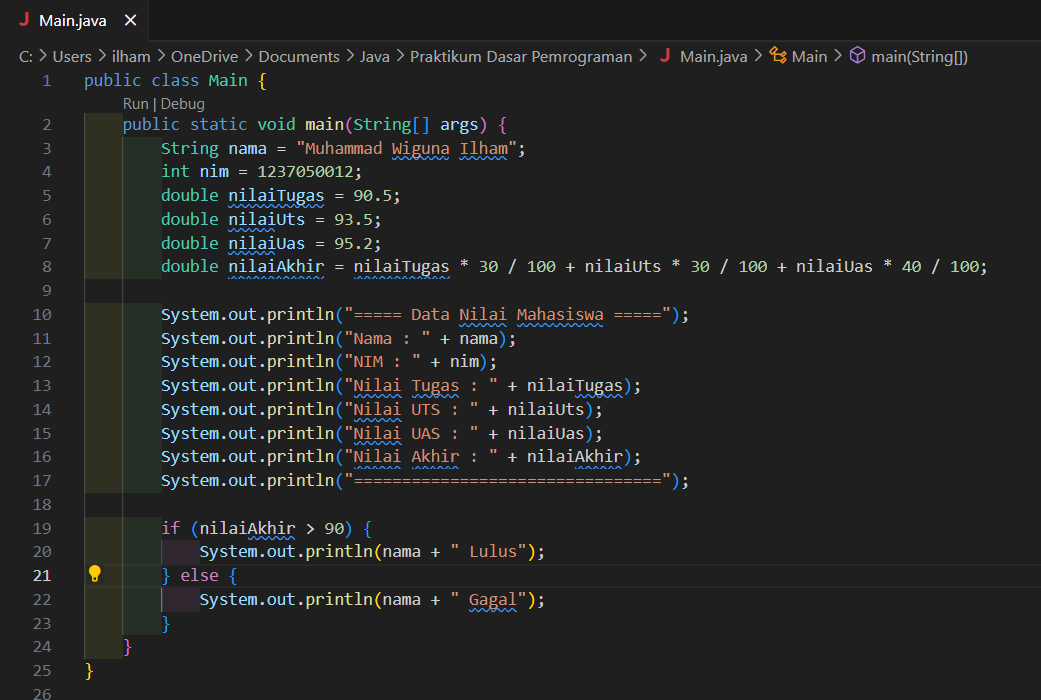 J Main.java ×
C: > Users > ilham > OneDrive > Documents > Java > Praktikum Dasar Pemrograman > J Main.java > Main > main(String[])
1 public class Main {
Run | Debug
2 public static void main(String[] args) {
3 String nama = "Muhammad Wiguna Ilham";
4 int nim = 1237050012;
5 double nilaiTugas = 90.5;
6 double nilaiUts = 93.5;
7 double nilaiUas = 95.2;
8 double nilaiAkhir = nilaiTugas * 30 / 100 + nilaiUts * 30 / 100 + nilaiUas * 40 / 100;
9
10 System.out.println("===== Data Nilai Mahasiswa =====");
11 System.out.println("Nama : " + nama);
12 System.out.println("NIM : " + nim);
13 System.out.println("Nilai Tugas : " + nilaiTugas);
14 System.out.println("Nilai UTS : " + nilaiUts);
15 System.out.println("Nilai UAS : " + nilaiUas);
16 System.out.println("Nilai Akhir : " + nilaiAkhir);
17 System.out.println("================================");
18
19 if (nilaiAkhir > 90) {
20 System.out.println(nama + " Lulus");
21 } else {
22 System.out.println(nama + " Gagal");
23 }
24 }
25 }
26